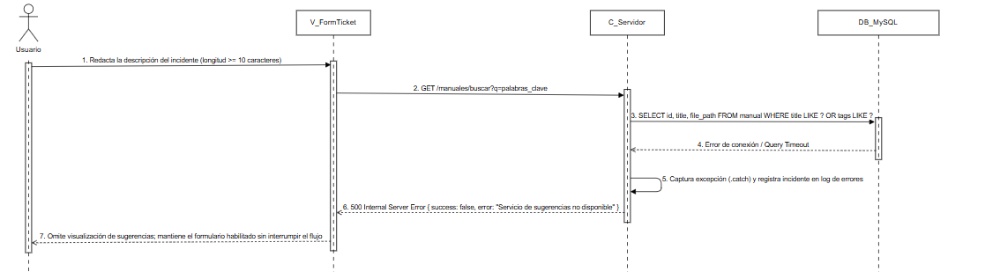 Usuario
V_FormTicket
C_Servidor
DB_MySQL
1. Redacta la descripción del incidente (longitud >= 10 caracteres)
2. GET /manuales/buscar?q=palabras_clave
3. SELECT id, title, file_path FROM manual WHERE title LIKE ? OR tags LIKE ?
4. Error de conexión / Query Timeout
5. Captura excepción (.catch) y registra incidente en log de errores
6. 500 Internal Server Error { success: false, error: "Servicio de sugerencias no disponible" }
7. Omite visualización de sugerencias; mantiene el formulario habilitado sin interrumpir el flujo